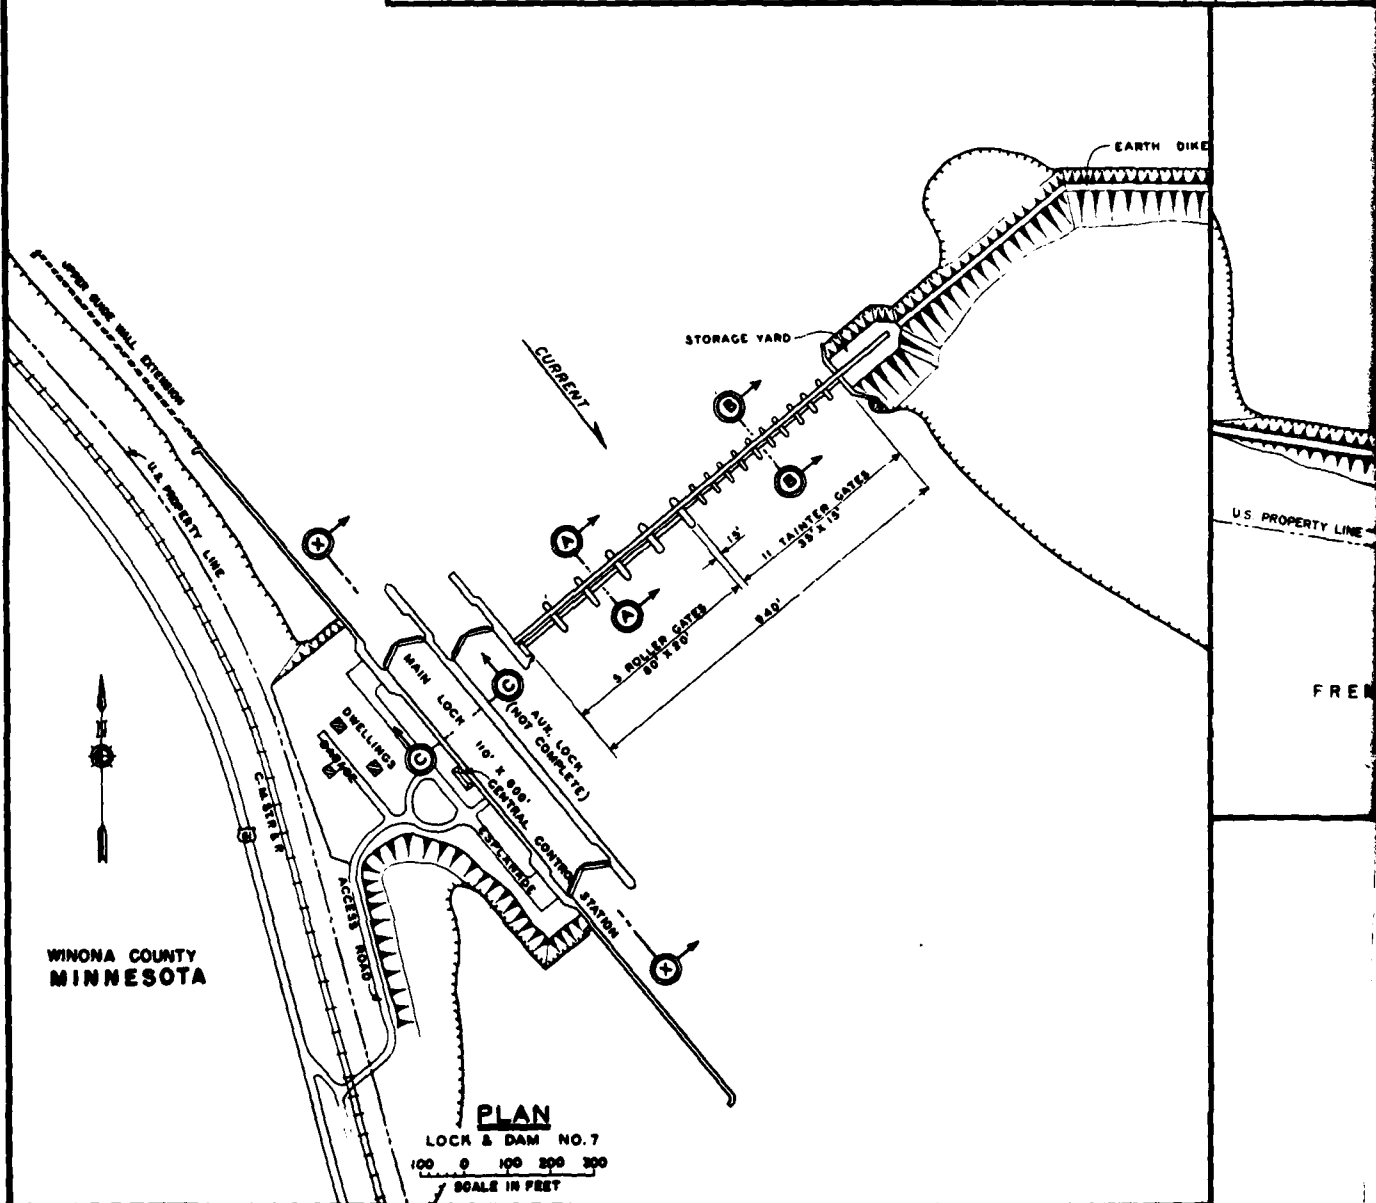 EARTH DIKE
UPPER GUIDE WALL EXTENSION
STORAGE YARD
CURRENT
B
B
U.S. PROPERTY LINE
U.S. PROPERTY LINE
11 TAINTER GATES
35' X 15'
15'
X
A
A
940'
5 ROLLER GATES
80' X 20'
FRE
MAIN LOCK 110' X 600'
C
AUX. LOCK
(NOT COMPLETE)
N
DWELLINGS
GARAGE
C
CENTRAL CONTROL STATION
C.M.ST.P. & P.
61
ESPLANADE
ACCESS ROAD
WINONA COUNTY
MINNESOTA
X
PLAN
LOCK & DAM NO. 7
100 0 100 200 300
SCALE IN FEET